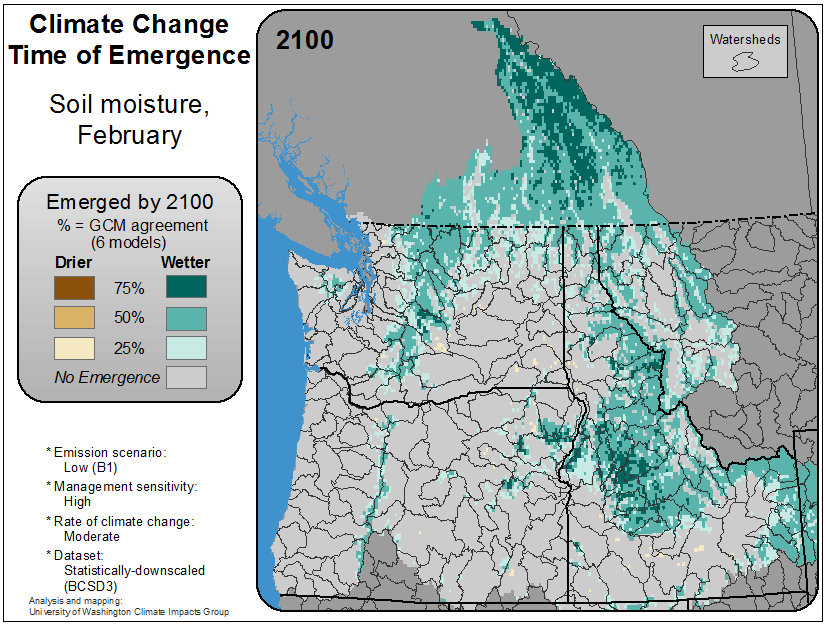 Climate Change
Time of Emergence
Soil moisture,
February
Emerged by 2100
% = GCM agreement
(6 models)
Drier Wetter
75%
50%
25%
No Emergence
* Emission scenario:
Low (B1)
* Management sensitivity:
High
* Rate of climate change:
Moderate
* Dataset:
Statistically-downscaled
(BCSD3)
Analysis and mapping:
University of Washington Climate Impacts Group
2100
Watersheds